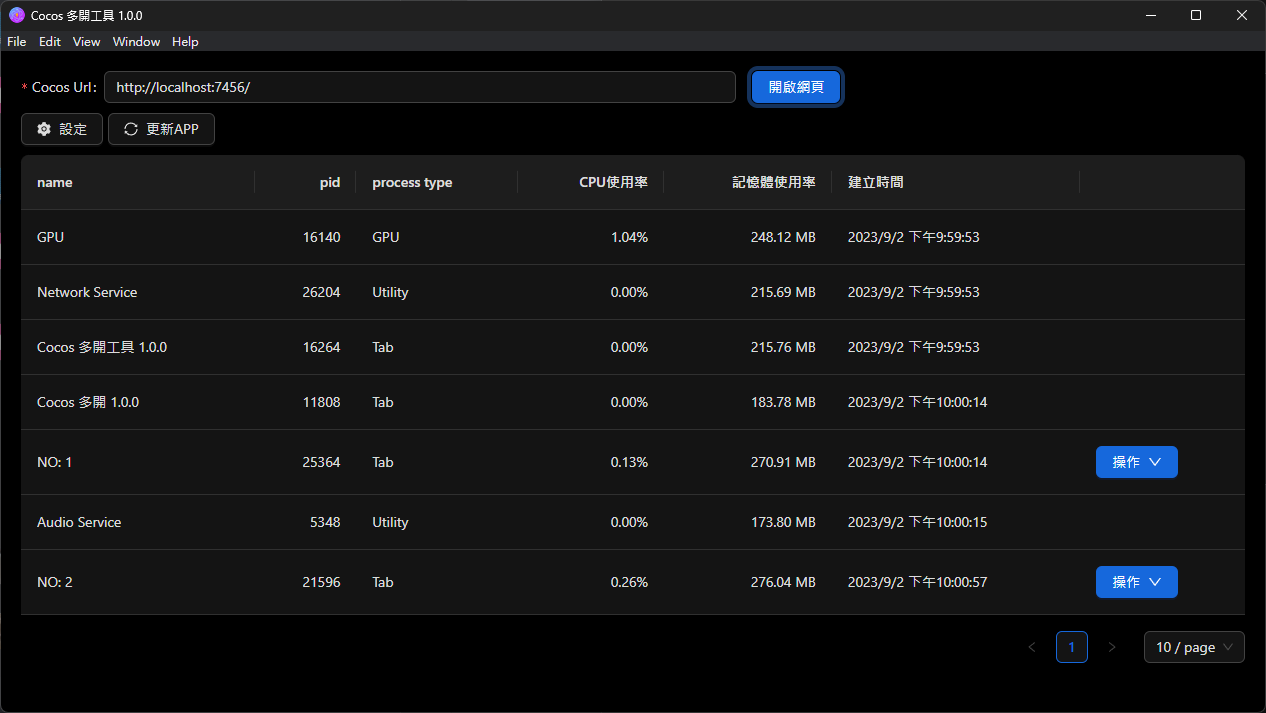 Cocos 多開工具 1.0.0
File Edit View Window Help
* Cocos Url: http://localhost:7456/ 開啟網頁
設定 更新APP
name pid process type CPU使用率 記憶體使用率 建立時間
GPU 16140 GPU 1.04% 248.12 MB 2023/9/2 下午9:59:53
Network Service 26204 Utility 0.00% 215.69 MB 2023/9/2 下午9:59:53
Cocos 多開工具 1.0.0 16264 Tab 0.00% 215.76 MB 2023/9/2 下午9:59:53
Cocos 多開 1.0.0 11808 Tab 0.00% 183.78 MB 2023/9/2 下午10:00:14
NO: 1 25364 Tab 0.13% 270.91 MB 2023/9/2 下午10:00:14 操作
Audio Service 5348 Utility 0.00% 173.80 MB 2023/9/2 下午10:00:15
NO: 2 21596 Tab 0.26% 276.04 MB 2023/9/2 下午10:00:57 操作
< 1 > 10 / page